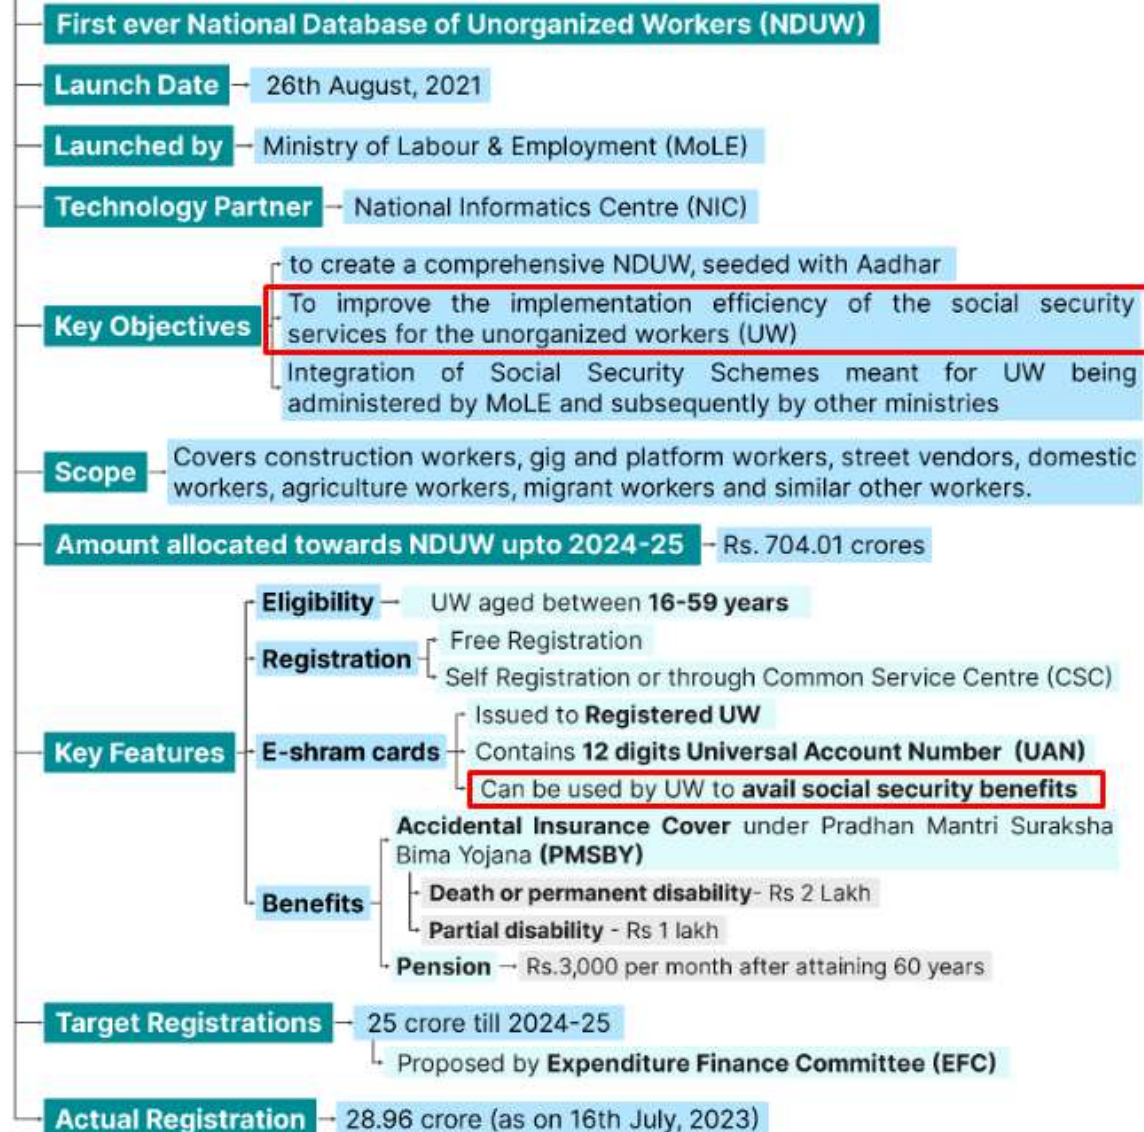 First ever National Database of Unorganized Workers (NDUW)
Launch Date
26th August, 2021
Launched by
Ministry of Labour & Employment (MoLE)
Technology Partner
National Informatics Centre (NIC)
Key Objectives
to create a comprehensive NDUW, seeded with Aadhar
To improve the implementation efficiency of the social security
services for the unorganized workers (UW)
Integration of Social Security Schemes meant for UW being
administered by MoLE and subsequently by other ministries
Scope
Covers construction workers, gig and platform workers, street vendors, domestic
workers, agriculture workers, migrant workers and similar other workers.
Amount allocated towards NDUW upto 2024-25
Rs. 704.01 crores
Key Features
Eligibility
UW aged between 16-59 years
Registration
Free Registration
Self Registration or through Common Service Centre (CSC)
E-shram cards
Issued to Registered UW
Contains 12 digits Universal Account Number (UAN)
Can be used by UW to avail social security benefits
Benefits
Accidental Insurance Cover under Pradhan Mantri Suraksha
Bima Yojana (PMSBY)
Death or permanent disability- Rs 2 Lakh
Partial disability - Rs 1 lakh
Pension
Rs.3,000 per month after attaining 60 years
Target Registrations
25 crore till 2024-25
Proposed by Expenditure Finance Committee (EFC)
Actual Registration
28.96 crore (as on 16th July, 2023)